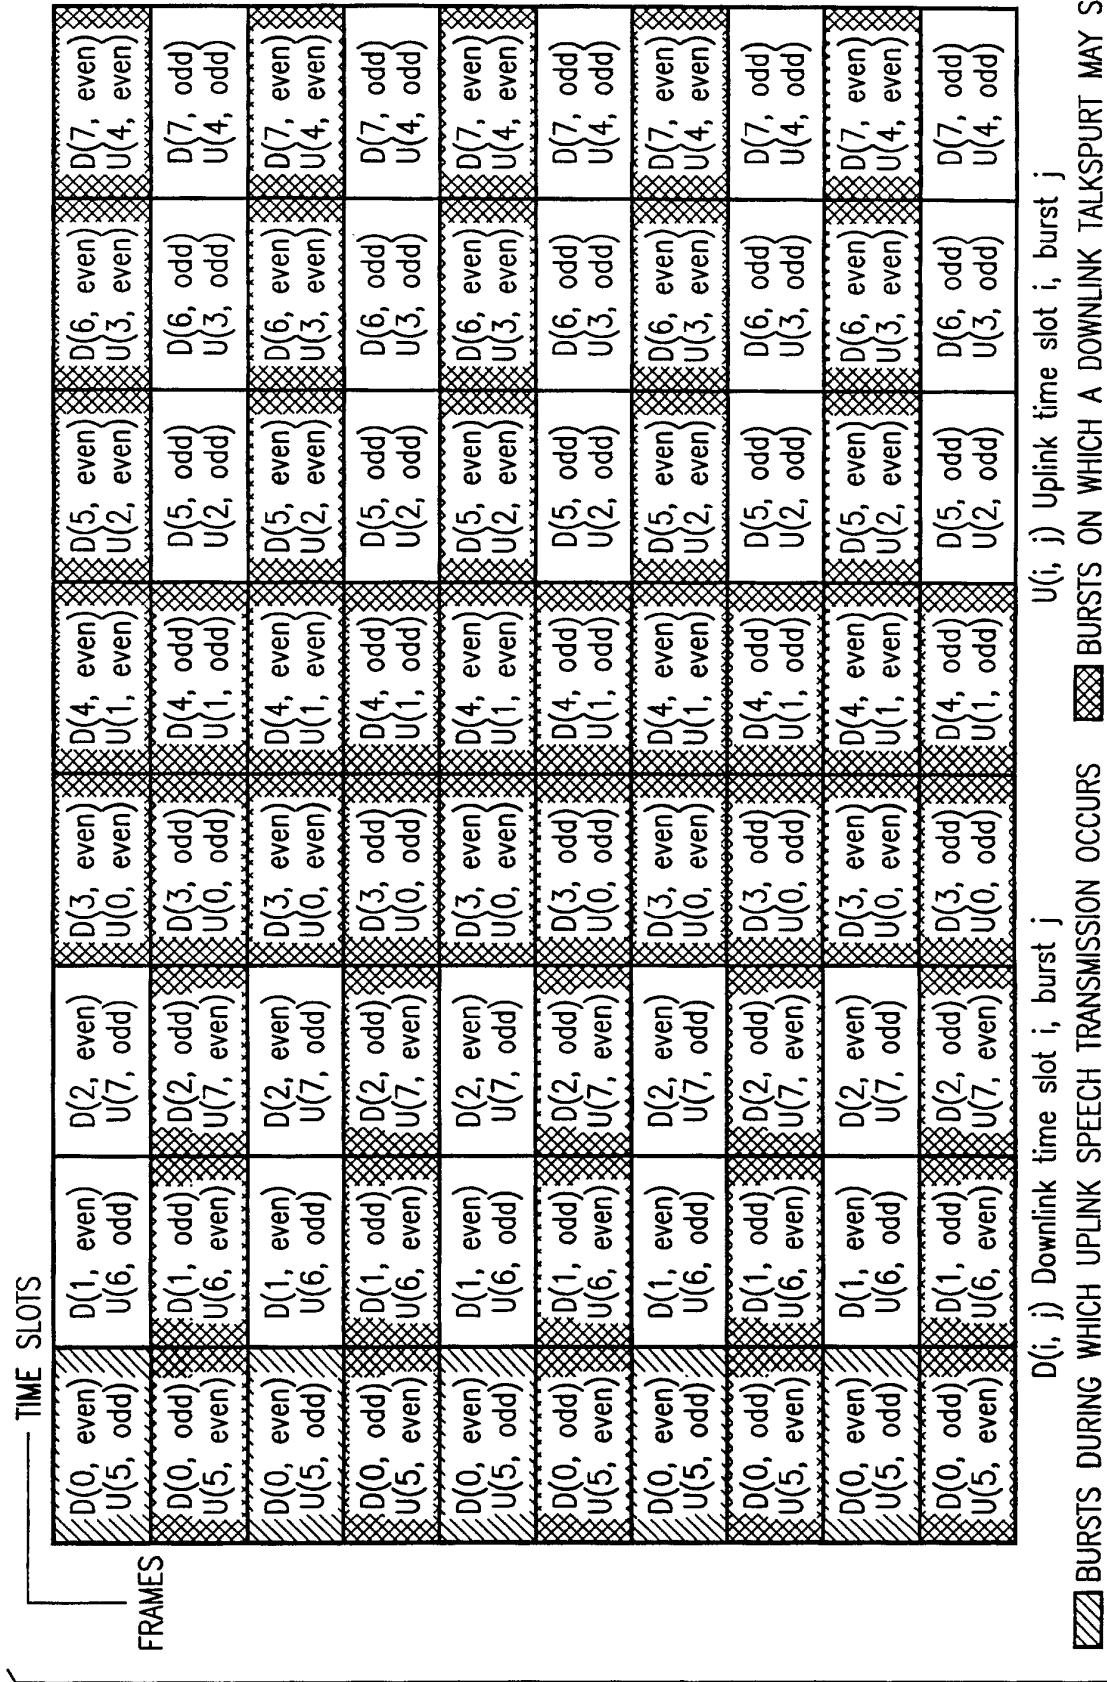 TIME SLOTS
FRAMES
D(0, even) D(1, even) D(2, even) D(3, even) D(4, even) D(5, even) D(6, even) D(7, even)
U(5, odd) U(6, odd) U(7, odd) U(0, even) U(1, even) U(2, even) U(3, even) U(4, even)
D(0, odd) D(1, odd) D(2, odd) D(3, odd) D(4, odd) D(5, odd) D(6, odd) D(7, odd)
U(5, even) U(6, even) U(7, even) U(0, odd) U(1, odd) U(2, odd) U(3, odd) U(4, odd)
D(0, even) D(1, even) D(2, even) D(3, even) D(4, even) D(5, even) D(6, even) D(7, even)
U(5, odd) U(6, odd) U(7, odd) U(0, even) U(1, even) U(2, even) U(3, even) U(4, even)
D(0, odd) D(1, odd) D(2, odd) D(3, odd) D(4, odd) D(5, odd) D(6, odd) D(7, odd)
U(5, even) U(6, even) U(7, even) U(0, odd) U(1, odd) U(2, odd) U(3, odd) U(4, odd)
D(0, even) D(1, even) D(2, even) D(3, even) D(4, even) D(5, even) D(6, even) D(7, even)
U(5, odd) U(6, odd) U(7, odd) U(0, even) U(1, even) U(2, even) U(3, even) U(4, even)
D(0, odd) D(1, odd) D(2, odd) D(3, odd) D(4, odd) D(5, odd) D(6, odd) D(7, odd)
U(5, even) U(6, even) U(7, even) U(0, odd) U(1, odd) U(2, odd) U(3, odd) U(4, odd)
D(0, even) D(1, even) D(2, even) D(3, even) D(4, even) D(5, even) D(6, even) D(7, even)
U(5, odd) U(6, odd) U(7, odd) U(0, even) U(1, even) U(2, even) U(3, even) U(4, even)
D(0, odd) D(1, odd) D(2, odd) D(3, odd) D(4, odd) D(5, odd) D(6, odd) D(7, odd)
U(5, even) U(6, even) U(7, even) U(0, odd) U(1, odd) U(2, odd) U(3, odd) U(4, odd)
D(0, even) D(1, even) D(2, even) D(3, even) D(4, even) D(5, even) D(6, even) D(7, even)
U(5, odd) U(6, odd) U(7, odd) U(0, even) U(1, even) U(2, even) U(3, even) U(4, even)
D(0, odd) D(1, odd) D(2, odd) D(3, odd) D(4, odd) D(5, odd) D(6, odd) D(7, odd)
U(5, even) U(6, even) U(7, even) U(0, odd) U(1, odd) U(2, odd) U(3, odd) U(4, odd)
D(i, j) Downlink time slot i, burst j U(i, j) Uplink time slot i, burst j
BURSTS DURING WHICH UPLINK SPEECH TRANSMISSION OCCURS BURSTS ON WHICH A DOWNLINK TALKSPURT MAY S